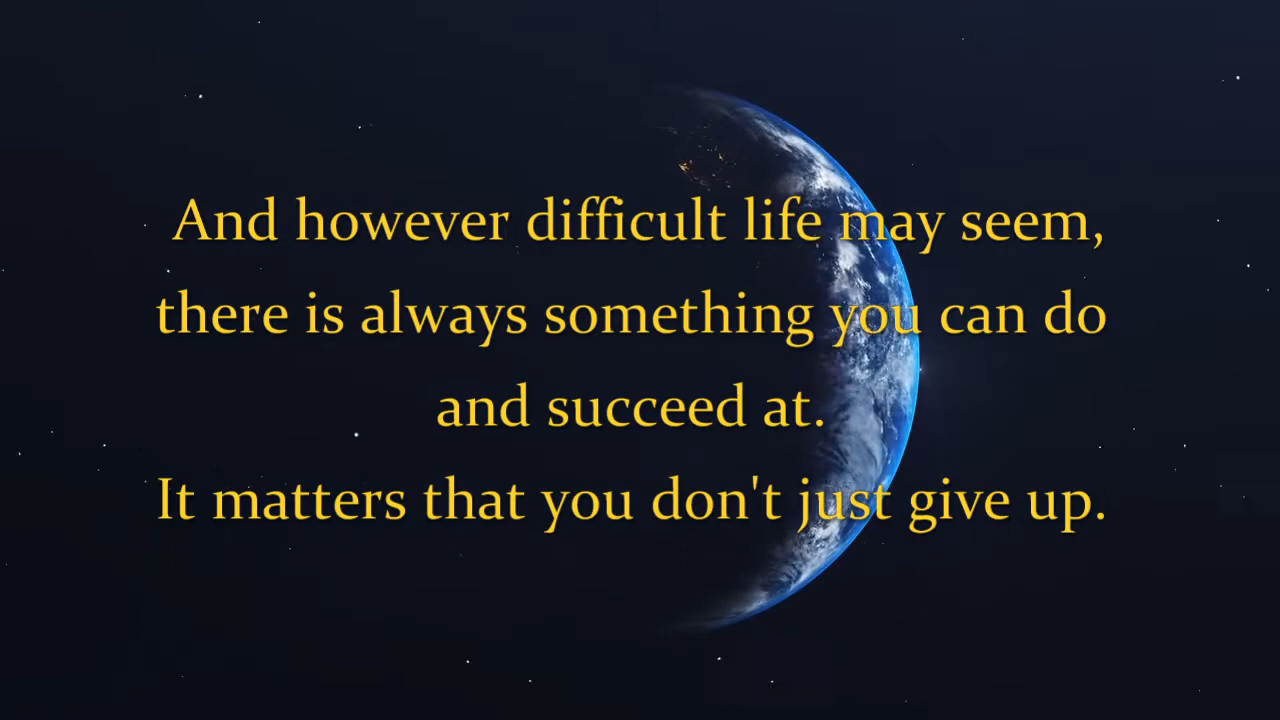 And however difficult life may seem,
there is always something you can do
and succeed at.
It matters that you don't just give up.